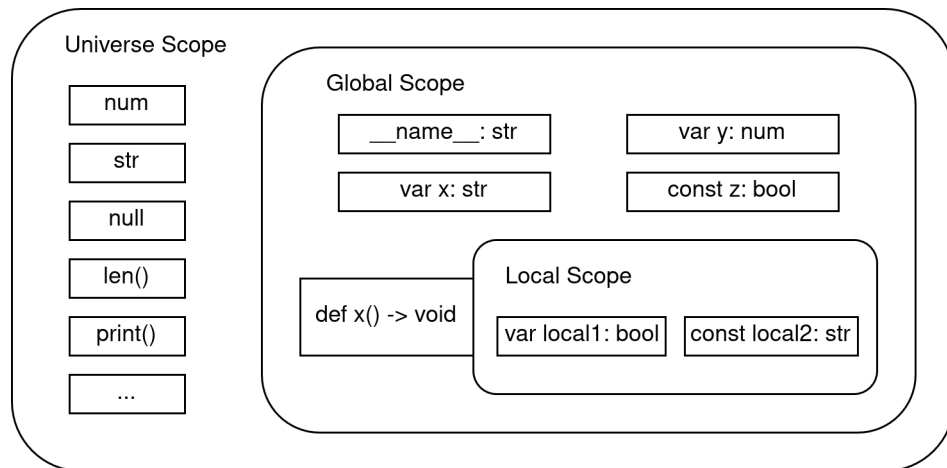 Universe Scope
num
str
null
len()
print()
...
Global Scope
__name__: str
var y: num
var x: str
const z: bool
def x() -> void
Local Scope
var local1: bool
const local2: str